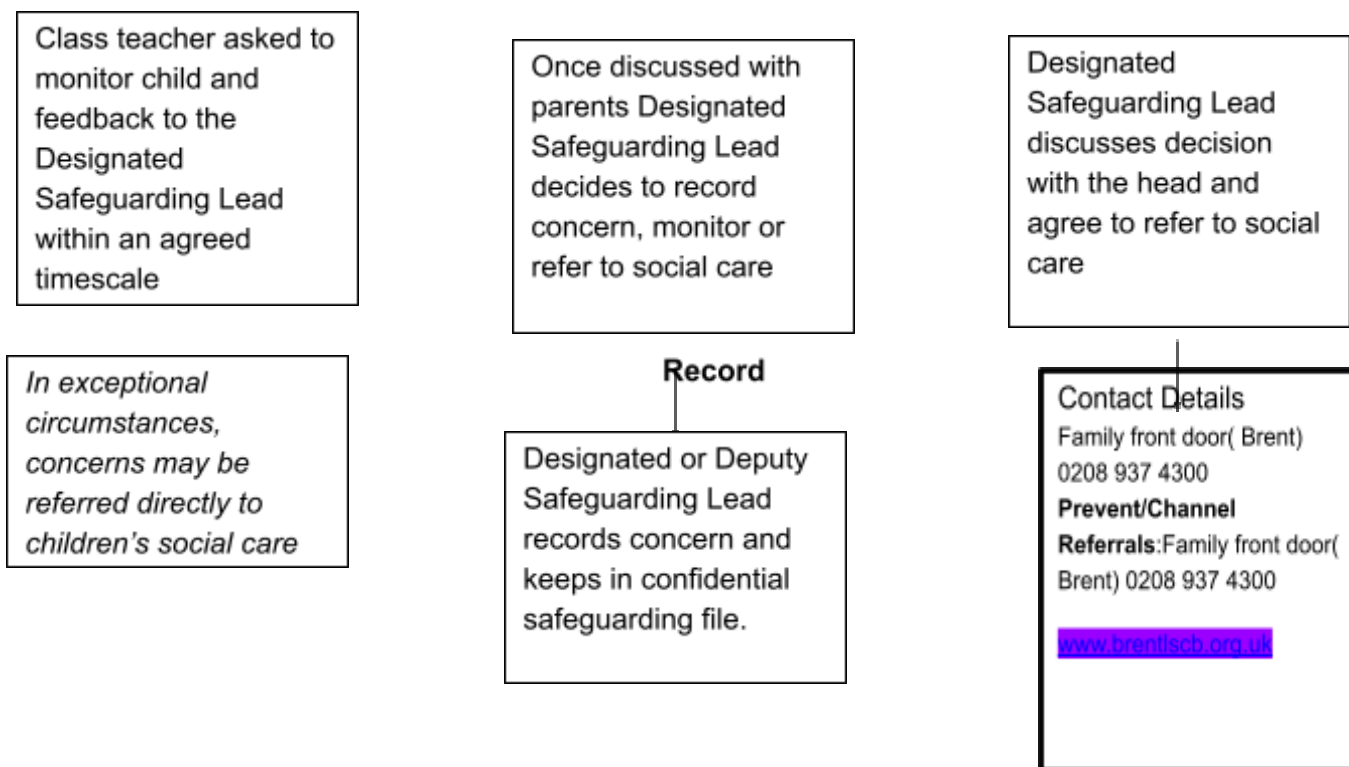 Class teacher asked to
monitor child and
feedback to the
Designated
Safeguarding Lead
within an agreed
timescale
Once discussed with
parents Designated
Safeguarding Lead
decides to record
concern, monitor or
refer to social care
Designated
Safeguarding Lead
discusses decision
with the head and
agree to refer to social
care
In exceptional
circumstances,
concerns may be
referred directly to
children’s social care
Record
Designated or Deputy
Safeguarding Lead
records concern and
keeps in confidential
safeguarding file.
Contact Details
Family front door( Brent)
0208 937 4300
Prevent/Channel
Referrals:Family front door(
Brent) 0208 937 4300
www.brentlscb.org.uk